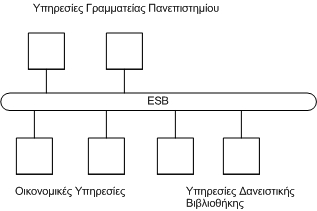 Υπηρεσίες Γραμματείας Πανεπιστημίου
ESB
Οικονομικές Υπηρεσίες
Υπηρεσίες Δανειστικής
Βιβλιοθήκης